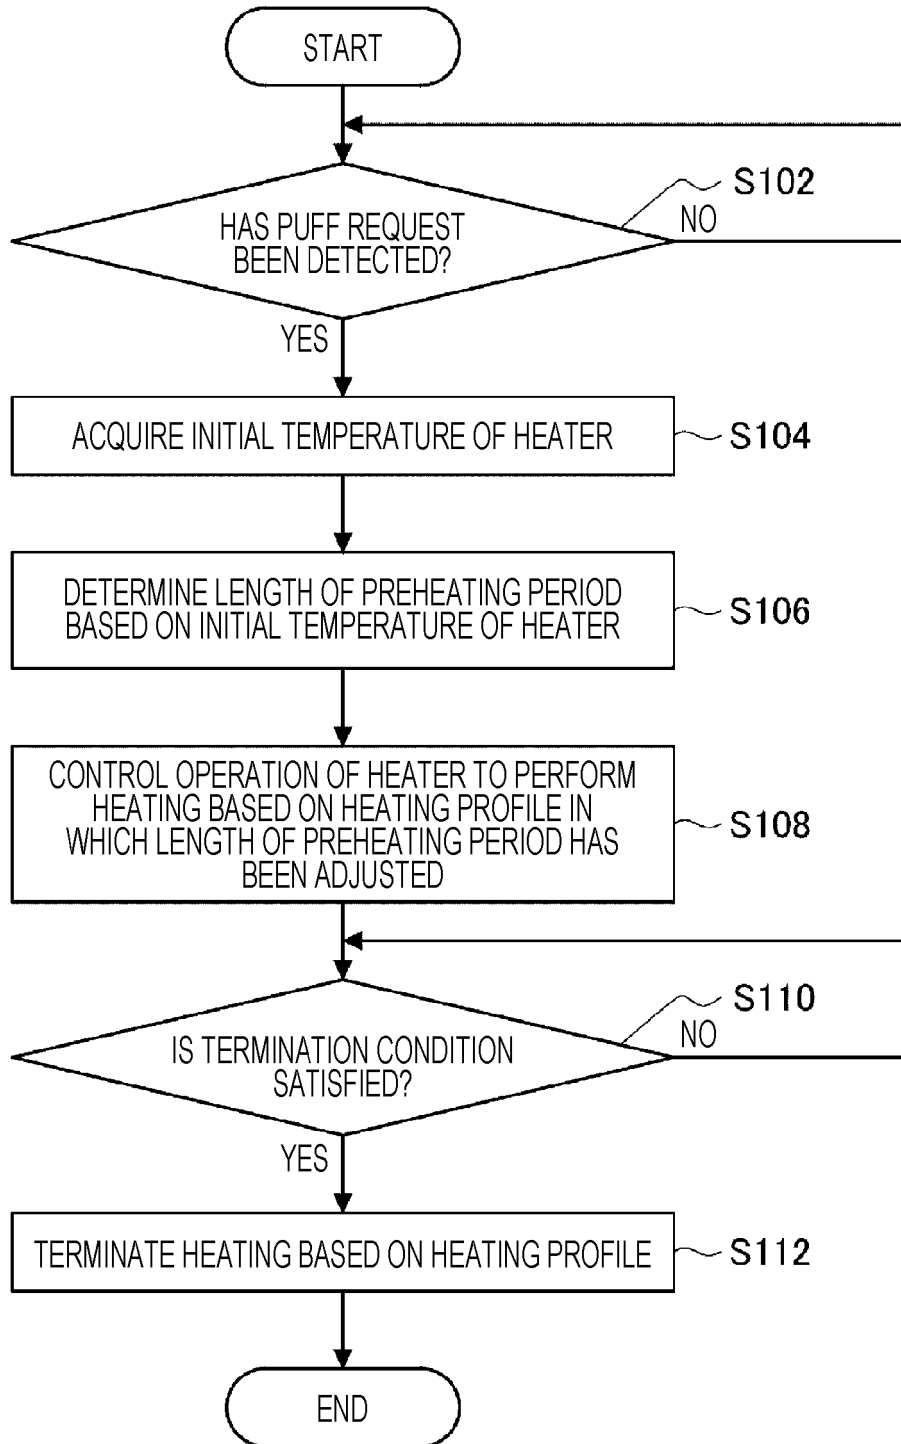 START
S102
HAS PUFF REQUEST
BEEN DETECTED?
NO
YES
ACQUIRE INITIAL TEMPERATURE OF HEATER
S104
DETERMINE LENGTH OF PREHEATING PERIOD
BASED ON INITIAL TEMPERATURE OF HEATER
S106
CONTROL OPERATION OF HEATER TO PERFORM
HEATING BASED ON HEATING PROFILE IN
WHICH LENGTH OF PREHEATING PERIOD HAS
BEEN ADJUSTED
S108
S110
IS TERMINATION CONDITION
SATISFIED?
NO
YES
TERMINATE HEATING BASED ON HEATING PROFILE
S112
END